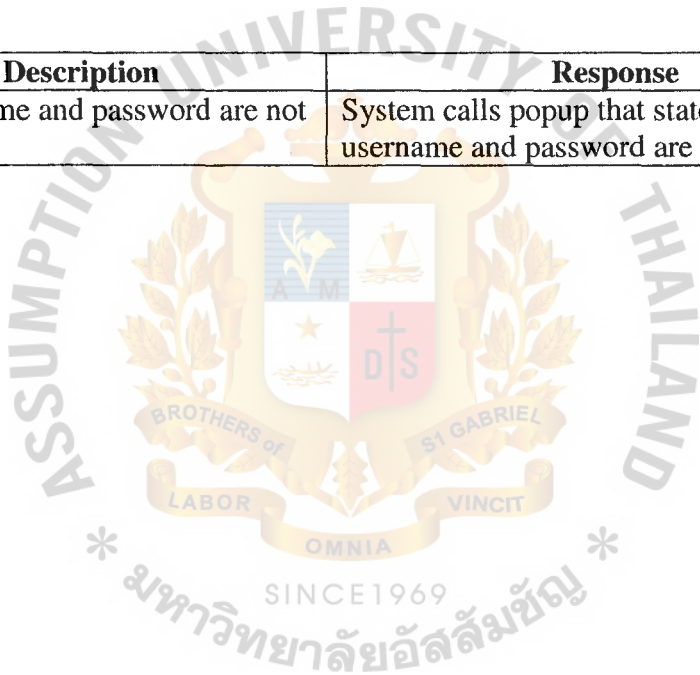 Description Response
me and password are not System calls popup that state
username and password are
ASSUMPTION UNIVERSITY OF THAILAND
A M
D S
BROTHERS of ST GABRIEL
LABOR VINCIT
OMNIA
SINCE1969
มหาวิทยาลัยอัสสัมชัญ